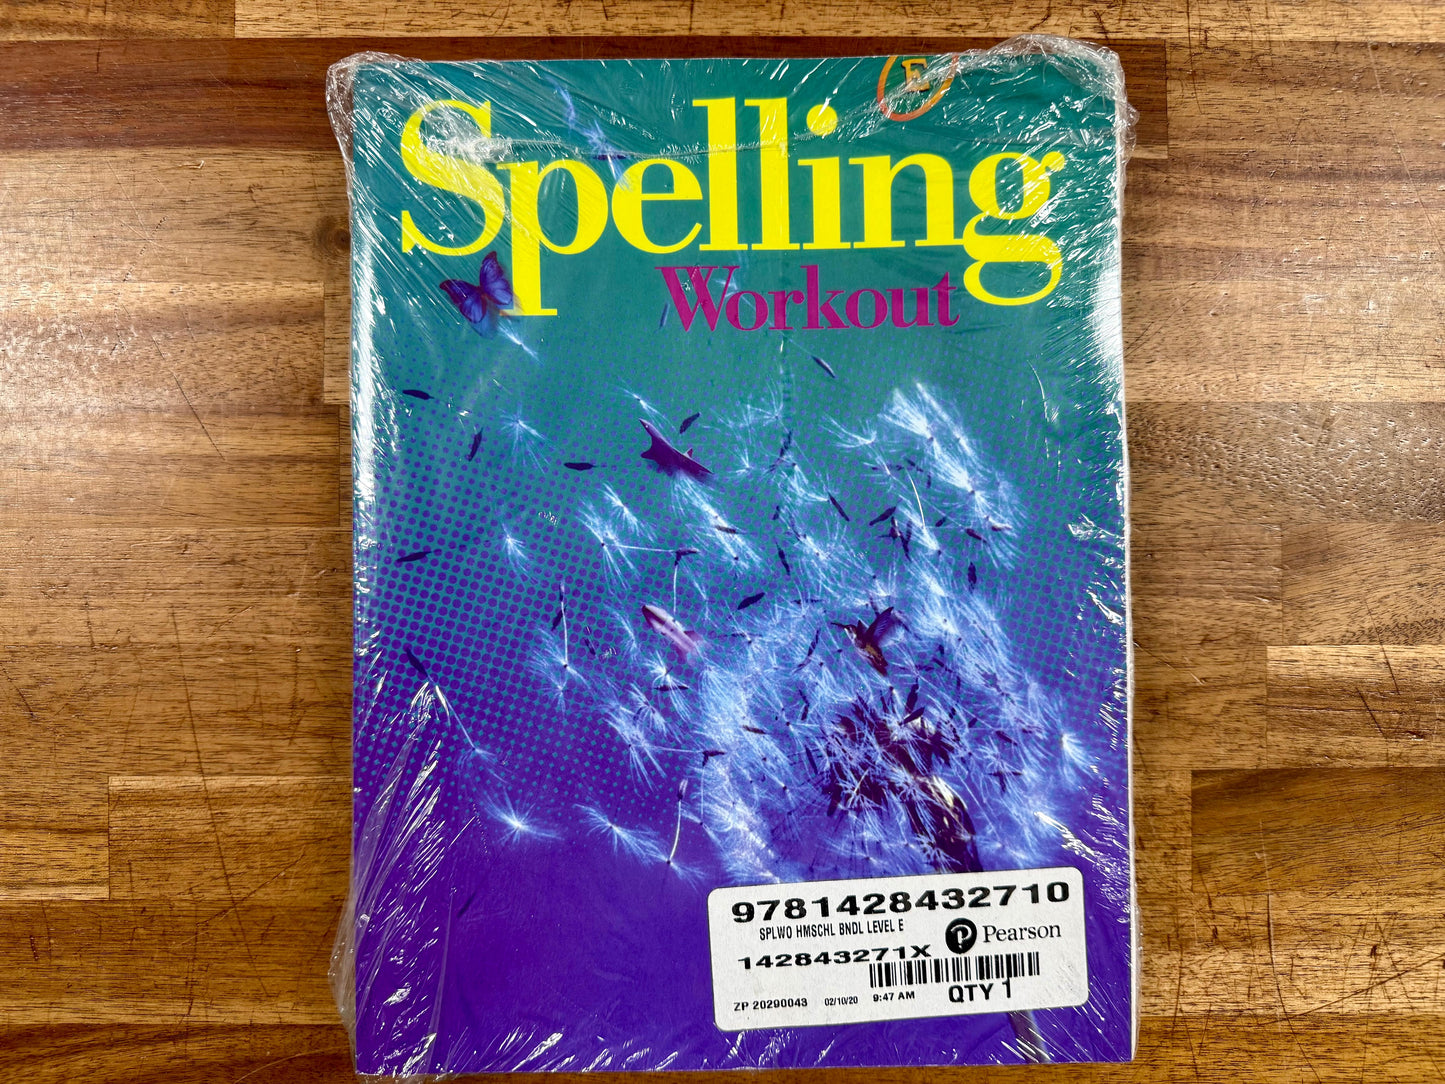 E
Spelling
Workout
9781428432710
SPLWO HMSCHL BNDL LEVEL E
Pearson
142843271X
ZP 20290043 02/10/20 9:47 AM QTY 1